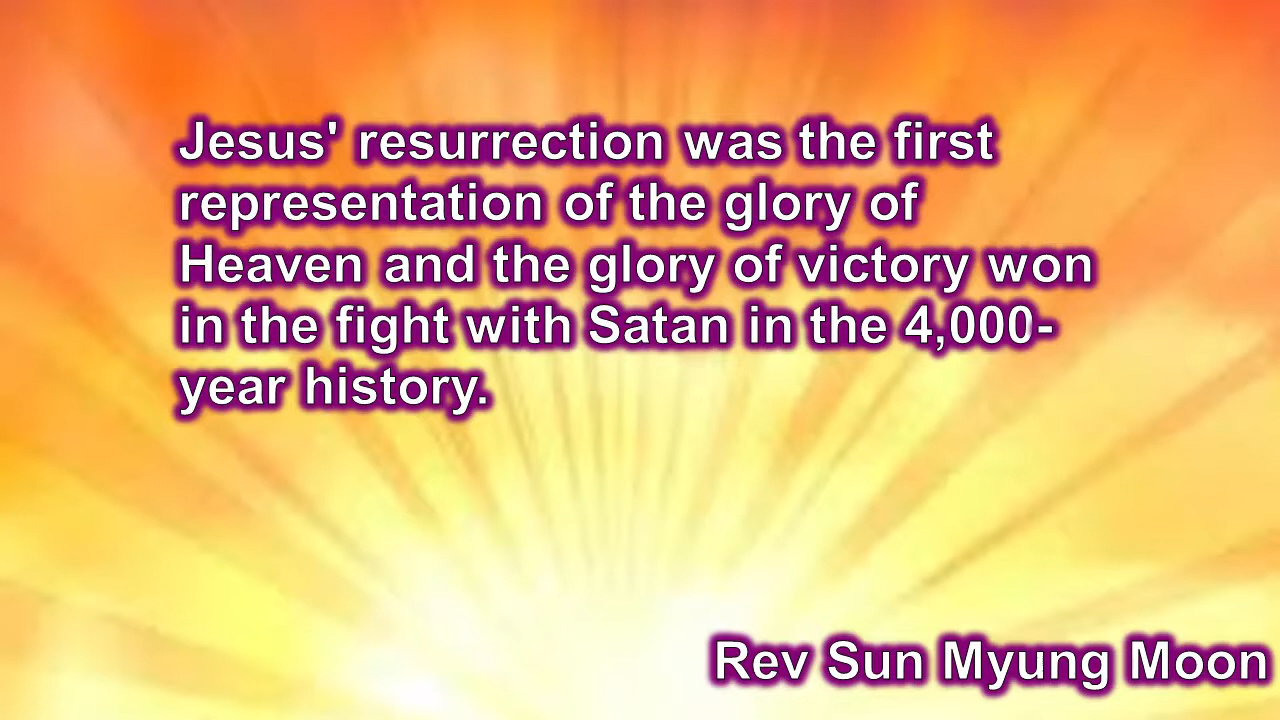 Jesus' resurrection was the first
representation of the glory of
Heaven and the glory of victory won
in the fight with Satan in the 4,000-
year history.
Rev Sun Myung Moon